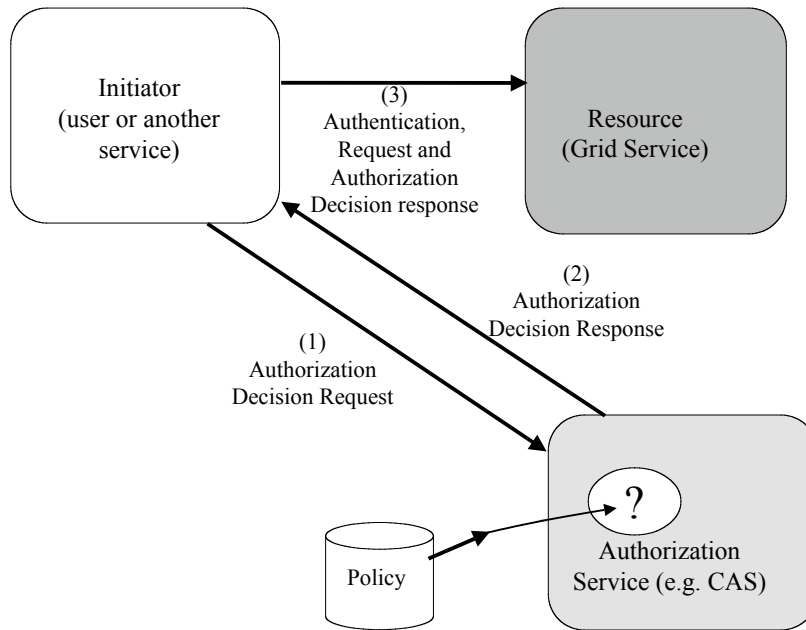 Initiator
(user or another
service)
(3)
Authentication,
Request and
Authorization
Decision response
Resource
(Grid Service)
(2)
Authorization
Decision Response
(1)
Authorization
Decision Request
?
Policy
Authorization
Service (e.g. CAS)